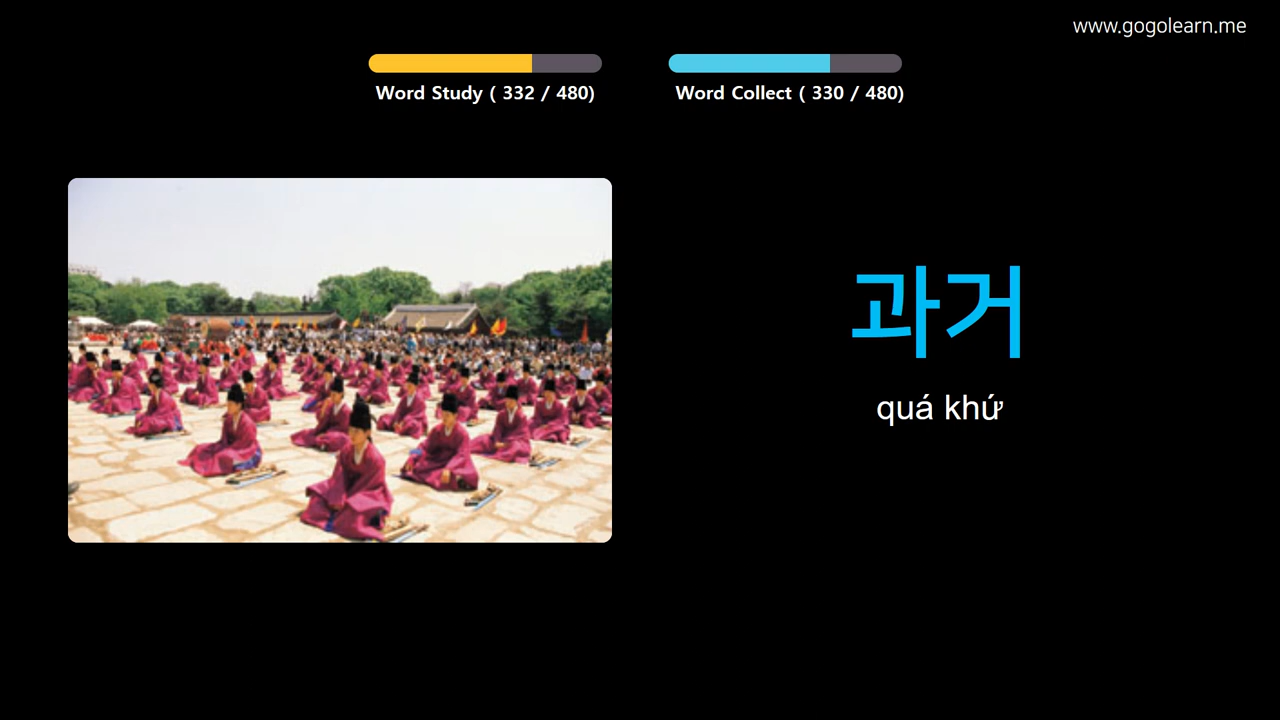 www.gogolearn.me
Word Study ( 332 / 480)
Word Collect ( 330 / 480)
과거
quá khứ